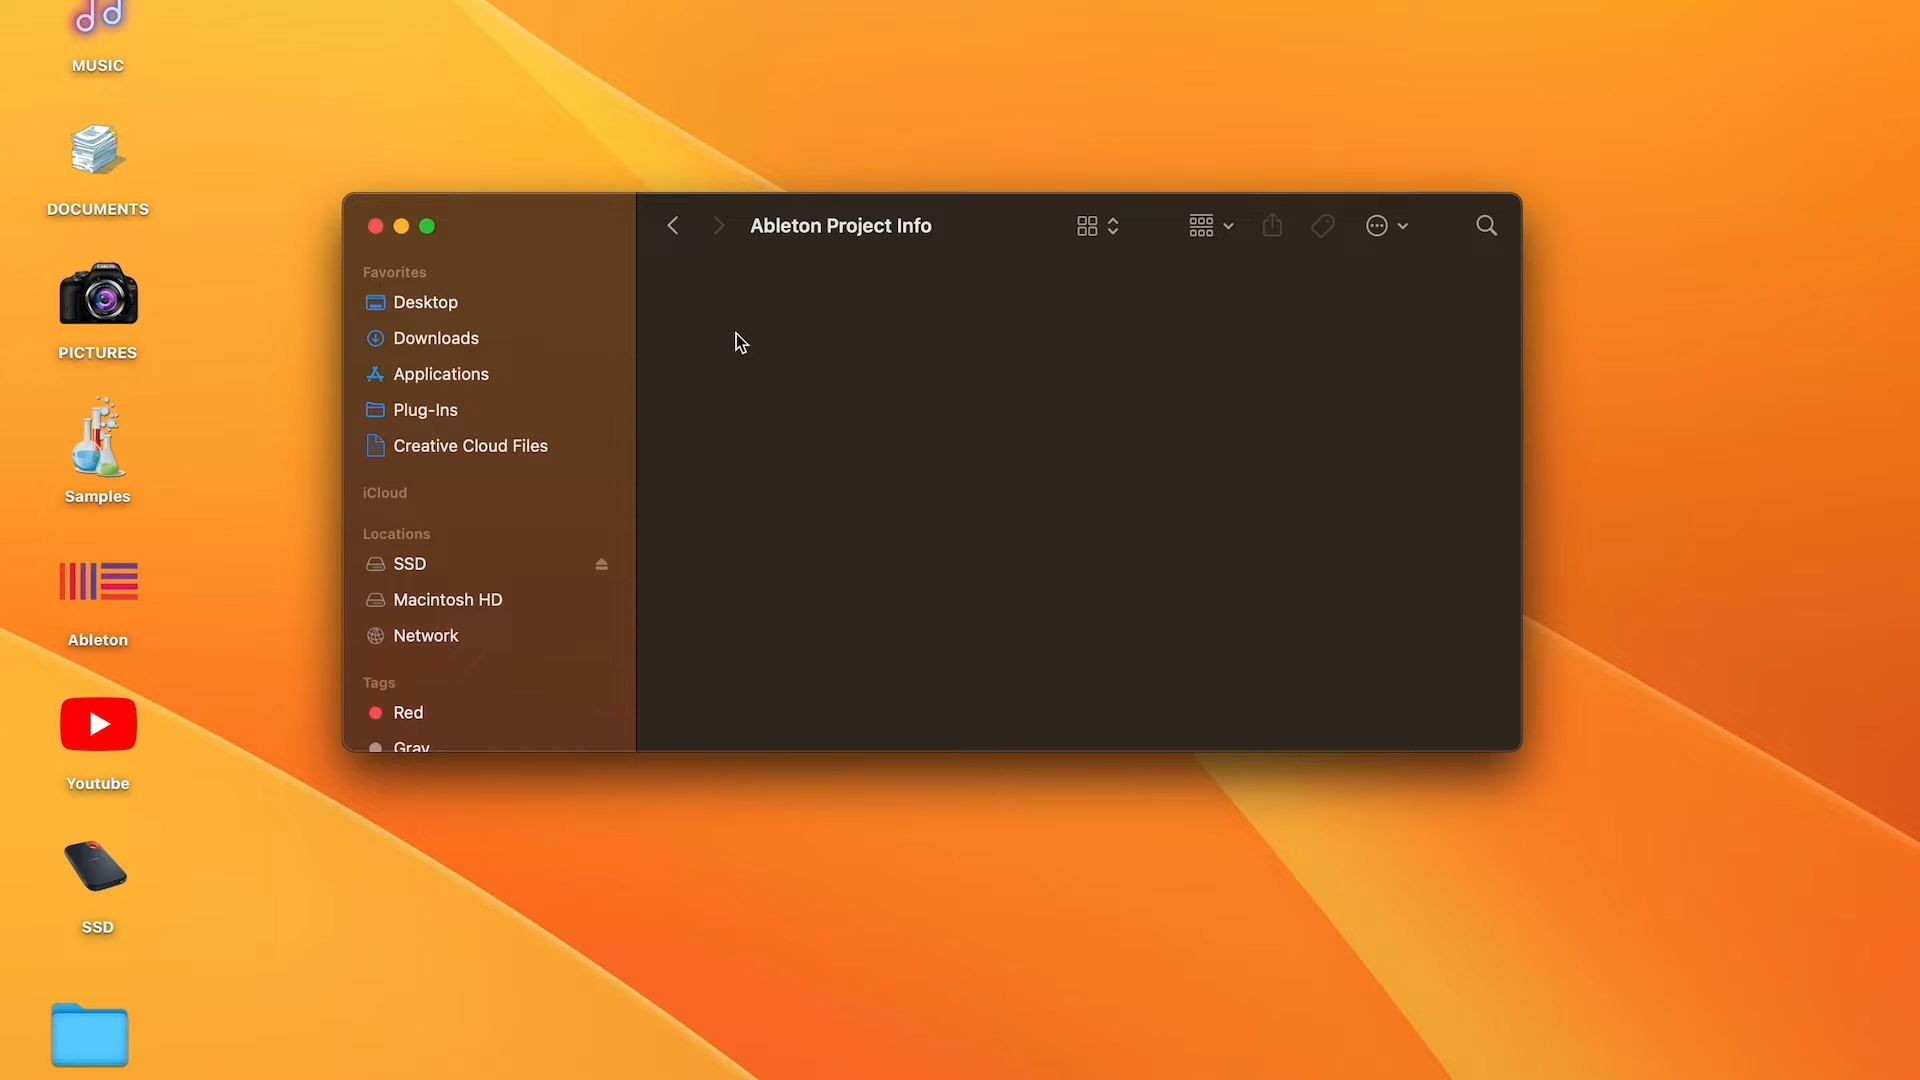 MUSIC
DOCUMENTS
PICTURES
Samples
Ableton
Youtube
SSD
Ableton Project Info
Favorites
Desktop
Downloads
Applications
Plug-Ins
Creative Cloud Files
iCloud
Locations
SSD
Macintosh HD
Network
Tags
Red
Gray